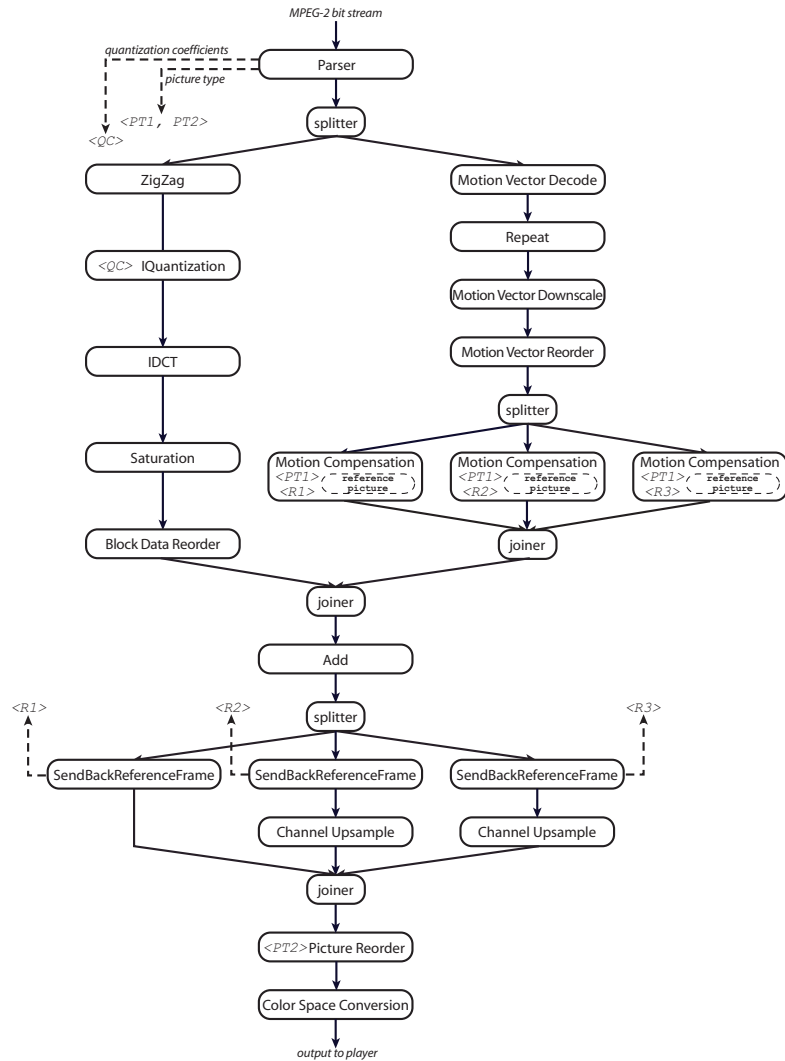 MPEG-2 bit stream
quantization coefficients
Parser
picture type
<PT1, PT2>
<QC>
splitter
ZigZag
Motion Vector Decode
Repeat
<QC> IQuantization
Motion Vector Downscale
Motion Vector Reorder
IDCT
splitter
Saturation
Motion Compensation
<PT1>
<R1>
reference
picture
Motion Compensation
<PT1>
<R2>
reference
picture
Motion Compensation
<PT1>
<R3>
reference
picture
Block Data Reorder
joiner
joiner
Add
<R1>
<R2>
splitter
<R3>
SendBackReferenceFrame
SendBackReferenceFrame
SendBackReferenceFrame
Channel Upsample
Channel Upsample
joiner
<PT2> Picture Reorder
Color Space Conversion
output to player